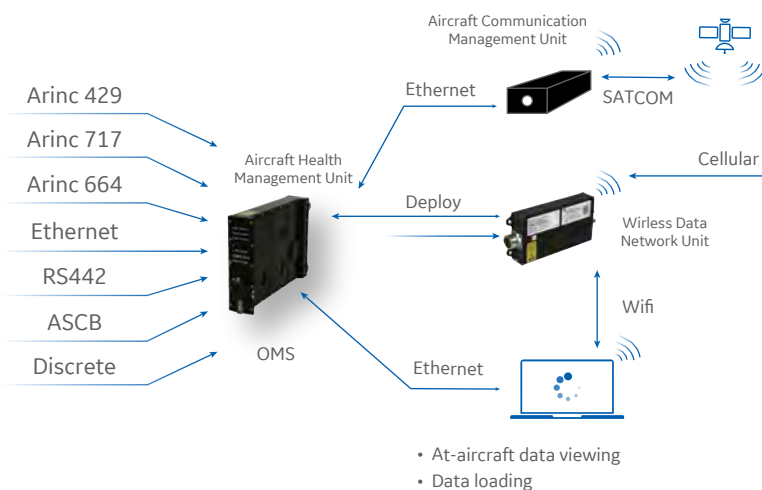 Aircraft Communication
Management Unit
Ethernet
SATCOM
Arinc 429
Arinc 717
Arinc 664
Ethernet
RS442
ASCB
Discrete
Aircraft Health
Management Unit
OMS
Deploy
Cellular
Wirless Data
Network Unit
Wifi
Ethernet
• At-aircraft data viewing
• Data loading